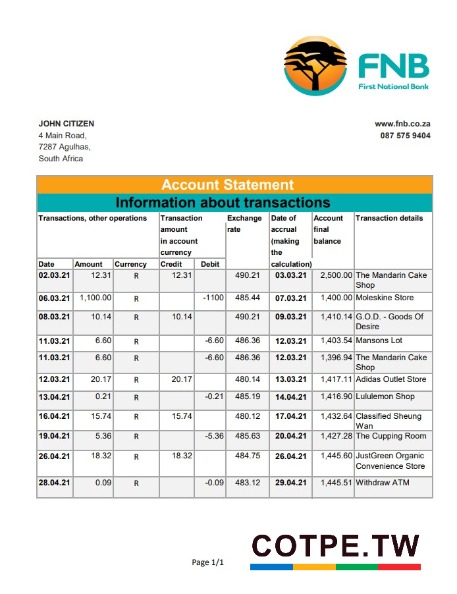 FNB
First National Bank
JOHN CITIZEN
4 Main Road,
7287 Agulhas,
South Africa
www.fnb.co.za
087 575 9404
Account Statement
Information about transactions
Transactions, other operations Transaction amount in account currency Exchange rate Date of accrual (making the calculation) Account final balance Transaction details
Date Amount Currency Credit Debit
02.03.21 12.31 R 12.31 490.21 03.03.21 2,500.00 The Mandarin Cake
Shop
06.03.21 1,100.00 R -1100 485.44 07.03.21 1,400.00 Moleskine Store
08.03.21 10.14 R 10.14 490.21 09.03.21 1,410.14 G.O.D. - Goods Of
Desire
11.03.21 6.60 R -6.60 486.36 12.03.21 1,403.54 Mansons Lot
11.03.21 6.60 R -6.60 486.36 12.03.21 1,396.94 The Mandarin Cake
Shop
12.03.21 20.17 R 20.17 480.14 13.03.21 1,417.11 Adidas Outlet Store
13.04.21 0.21 R -0.21 485.19 14.04.21 1,416.90 Lululemon Shop
16.04.21 15.74 R 15.74 480.12 17.04.21 1,432.64 Classified Sheung
Wan
19.04.21 5.36 R -5.36 485.63 20.04.21 1,427.28 The Cupping Room
26.04.21 18.32 R 18.32 484.75 26.04.21 1,445.60 JustGreen Organic
Convenience Store
28.04.21 0.09 R -0.09 483.12 29.04.21 1,445.51 Withdraw ATM
Page 1/1
COTPE.TW